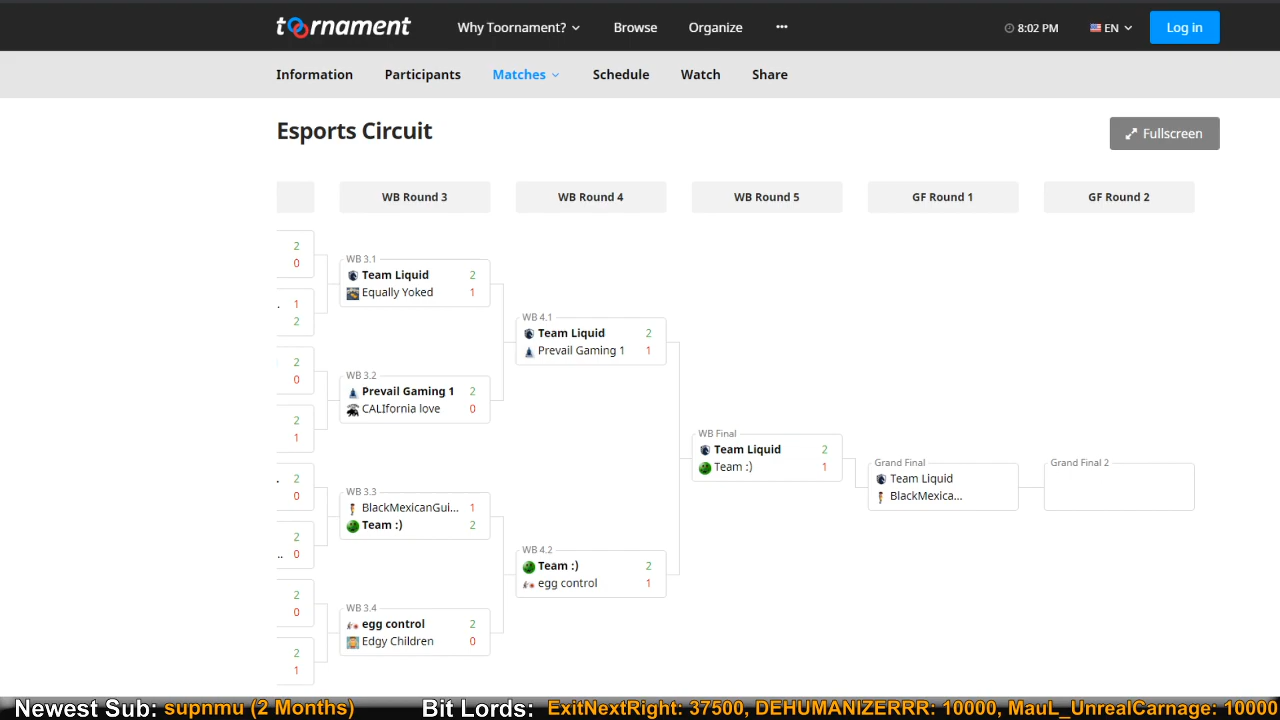 toornament Why Toornament? Browse Organize ••• 8:02 PM EN Log in
Information Participants Matches Schedule Watch Share
Esports Circuit
Fullscreen
WB Round 3 WB Round 4 WB Round 5 GF Round 1 GF Round 2
2
0
. 1
2
2
0
2
1
. 2
0
2
.. 0
2
0
2
1
WB 3.1
Team Liquid 2
Equally Yoked 1
WB 3.2
Prevail Gaming 1 2
CALIfornia love 0
WB 3.3
BlackMexicanGui... 1
Team :) 2
WB 3.4
egg control 2
Edgy Children 0
WB 4.1
Team Liquid 2
Prevail Gaming 1 1
WB 4.2
Team :) 2
egg control 1
WB Final
Team Liquid 2
Team :) 1
Grand Final
Team Liquid
BlackMexica...
Grand Final 2
Newest Sub: supnmu (2 Months) Bit Lords: ExitNextRight: 37500, DEHUMANIZERRR: 10000, MauL_UnrealCarnage: 10000